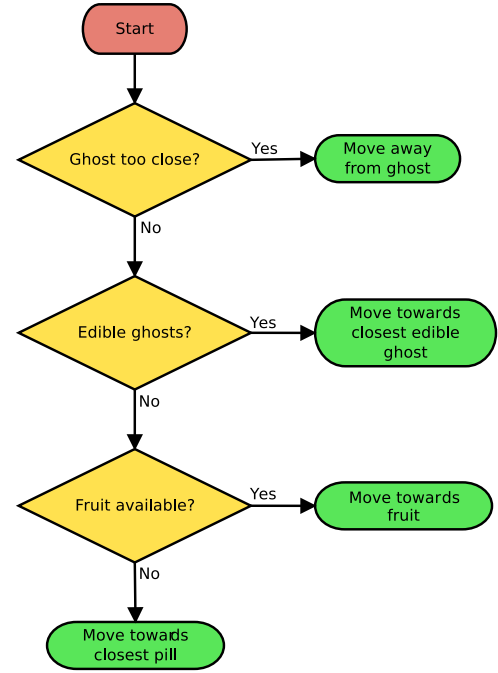 Start
Ghost too close?
Yes
Move away
from ghost
No
Edible ghosts?
Yes
Move towards
closest edible
ghost
No
Fruit available?
Yes
Move towards
fruit
No
Move towards
closest pill